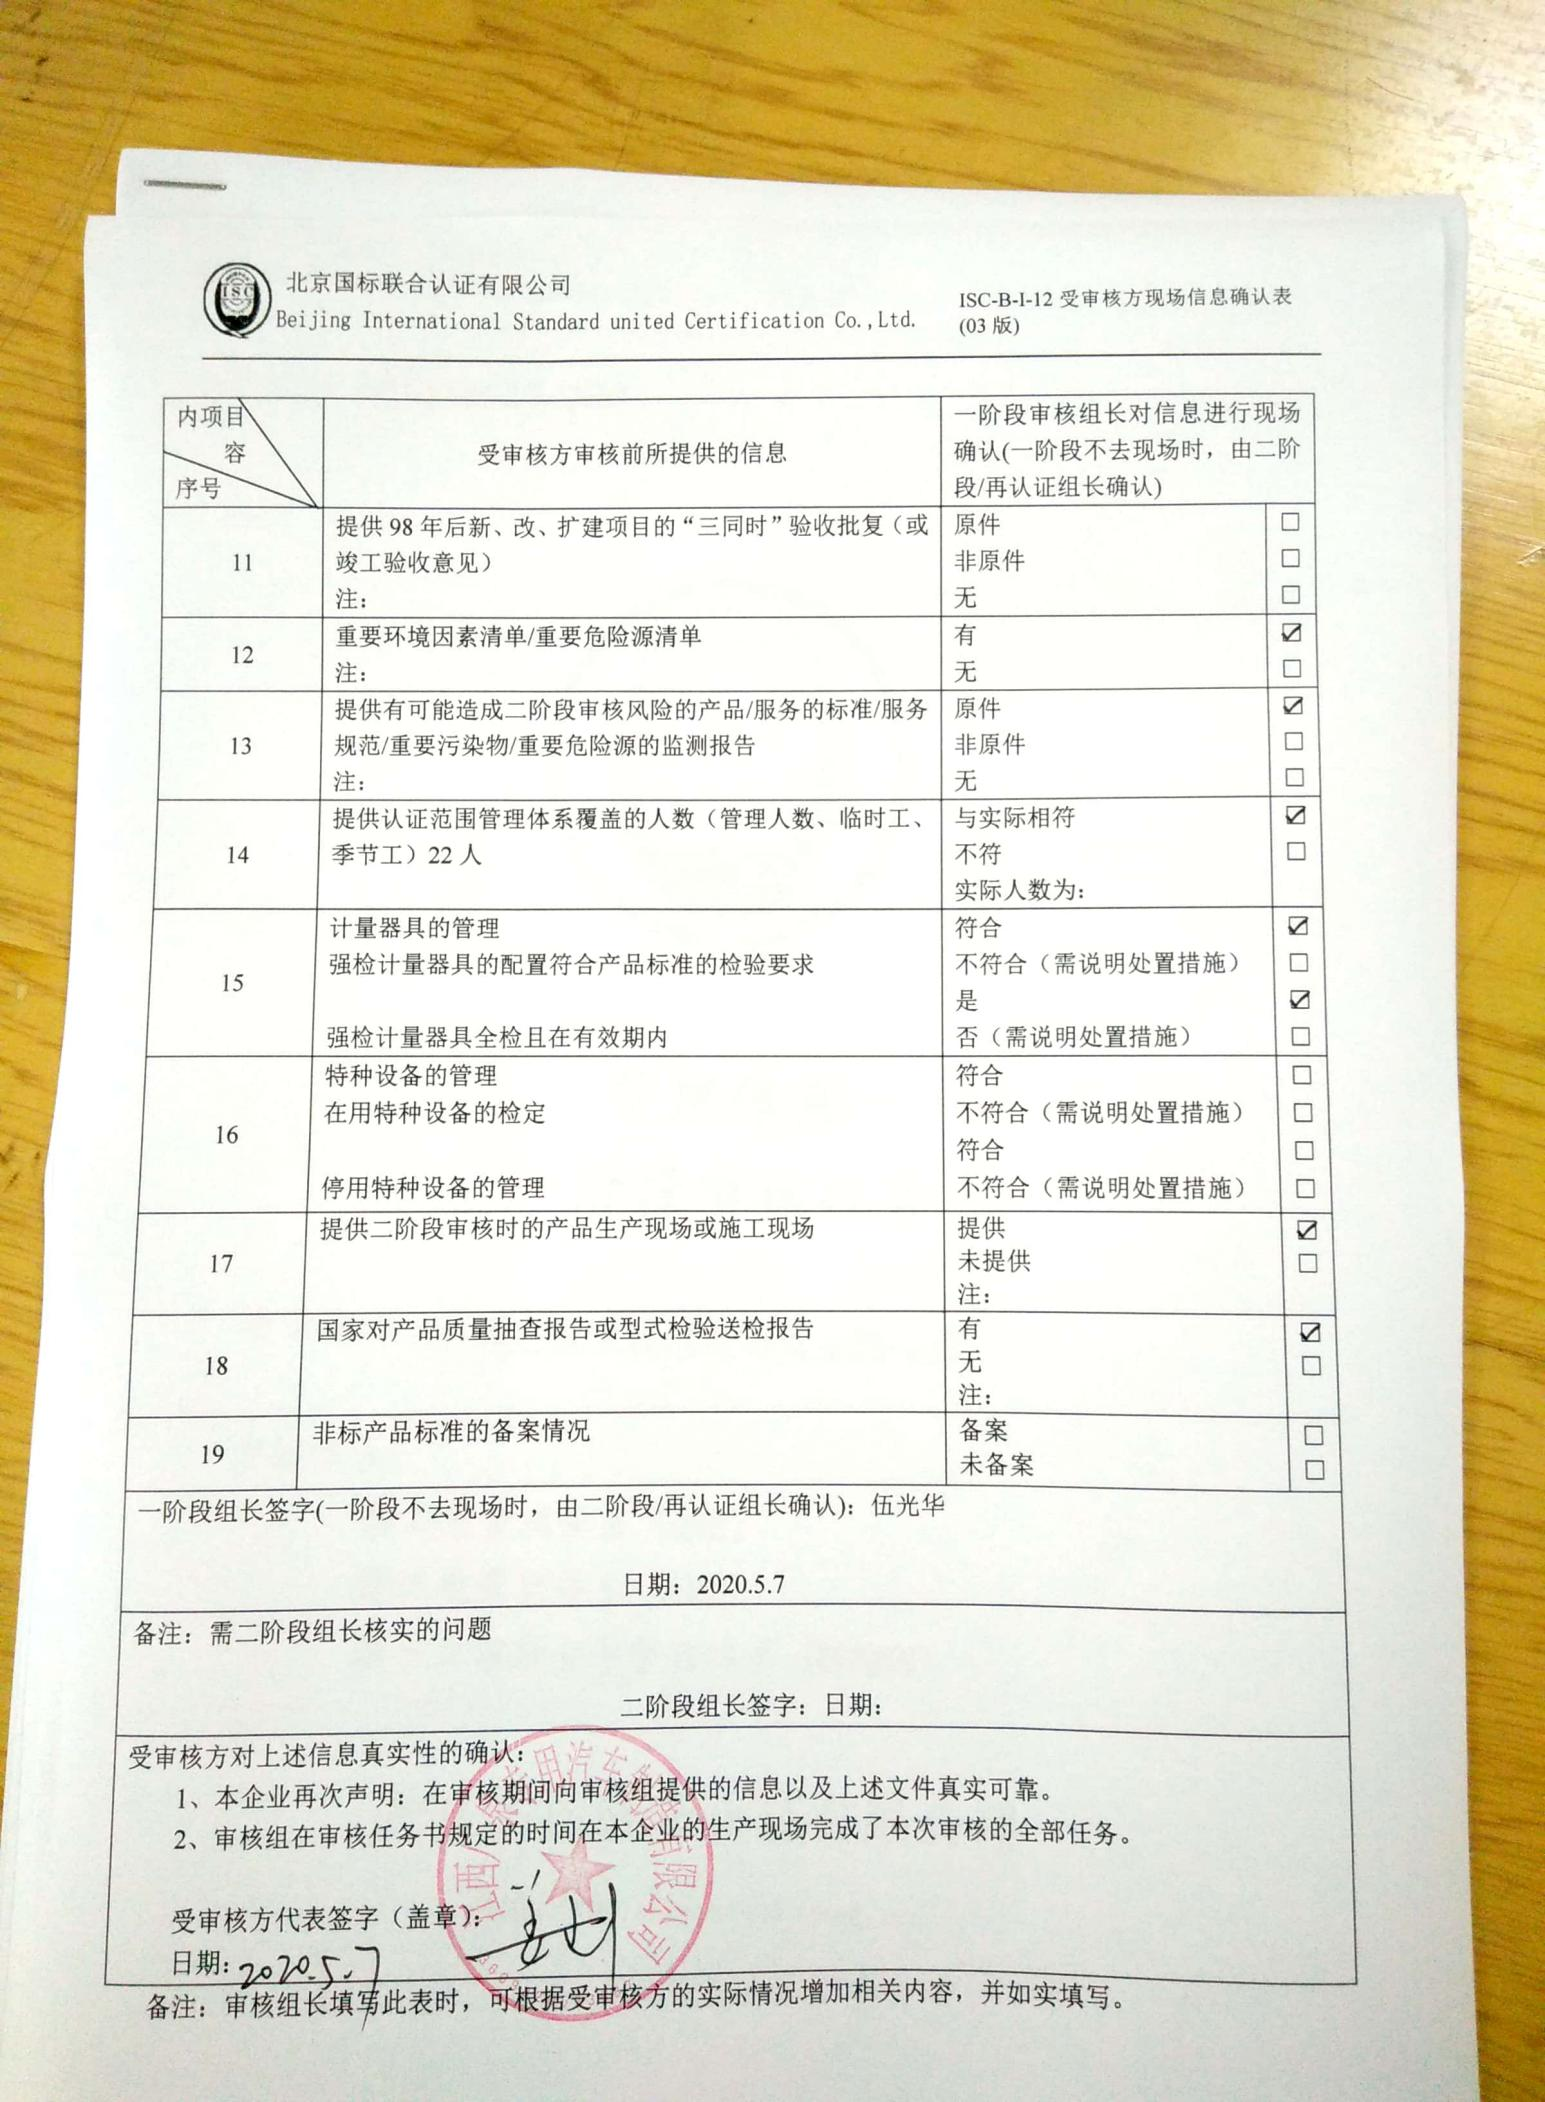 ISC
北京国标联合认证有限公司
Beijing International Standard united Certification Co.,Ltd.
ISC-B-I-12 受审核方现场信息确认表
(03 版)
内项目
容
序号
受审核方审核前所提供的信息
一阶段审核组长对信息进行现场
确认(一阶段不去现场时，由二阶
段/再认证组长确认)
11
提供 98 年后新、改、扩建项目的“三同时”验收批复（或
竣工验收意见）
注：
原件 □
非原件 □
无 □
12
重要环境因素清单/重要危险源清单
注：
有 ☑
无 □
13
提供有可能造成二阶段审核风险的产品/服务的标准/服务
规范/重要污染物/重要危险源的监测报告
注：
原件 ☑
非原件 □
无 □
14
提供认证范围管理体系覆盖的人数（管理人数、临时工、
季节工）22 人
与实际相符 ☑
不符 □
实际人数为:
15
计量器具的管理
强检计量器具的配置符合产品标准的检验要求
强检计量器具全检且在有效期内
符合 ☑
不符合（需说明处置措施） □
是 ☑
否（需说明处置措施） □
16
特种设备的管理
在用特种设备的检定
停用特种设备的管理
符合 □
不符合（需说明处置措施） □
符合 □
不符合（需说明处置措施） □
17
提供二阶段审核时的产品生产现场或施工现场
提供 ☑
未提供 □
注：
18
国家对产品质量抽查报告或型式检验送检报告
有 ☑
无 □
注：
19
非标产品标准的备案情况
备案 □
未备案 □
一阶段组长签字(一阶段不去现场时，由二阶段/再认证组长确认)：伍光华
日期：2020.5.7
备注：需二阶段组长核实的问题
二阶段组长签字：日期：
受审核方对上述信息真实性的确认：
1、本企业再次声明：在审核期间向审核组提供的信息以及上述文件真实可靠。
2、审核组在审核任务书规定的时间在本企业的生产现场完成了本次审核的全部任务。
受审核方代表签字（盖章）：
日期：2020.5.7
备注：审核组长填写此表时，可根据受审核方的实际情况增加相关内容，并如实填写。